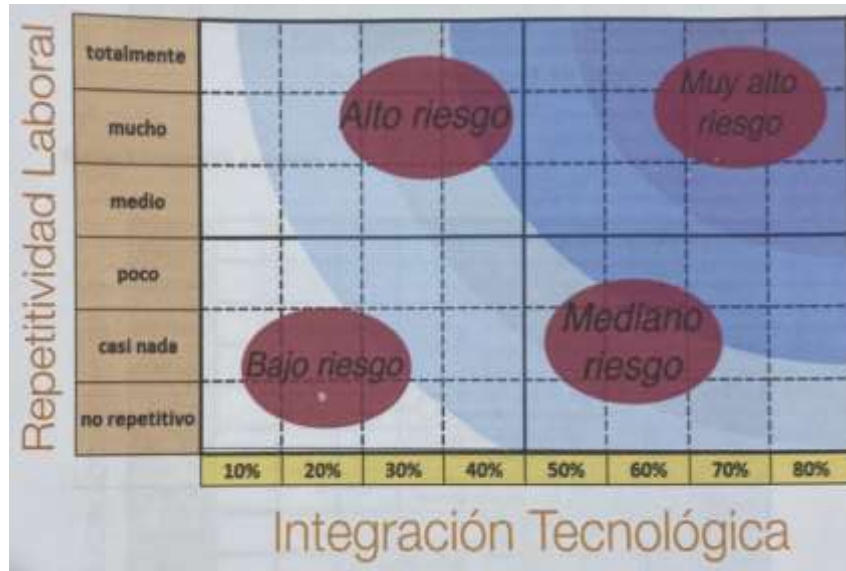 Repetitividad Laboral
totalmente
mucho
medio
poco
casi nada
no repetitivo
Alto riesgo
Muy alto
riesgo
Bajo riesgo
Mediano
riesgo
10% 20% 30% 40% 50% 60% 70% 80%
Integración Tecnológica